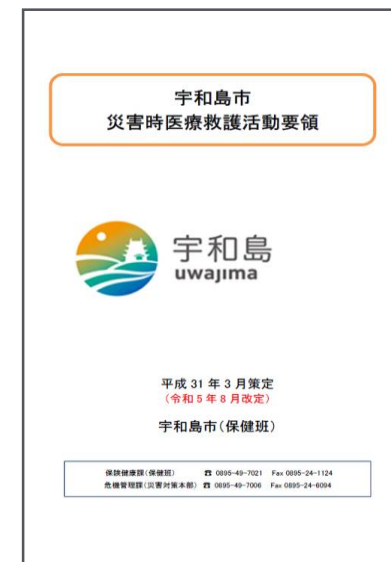 宇和島市
災害時医療救護活動要領
宇和島
uwajima
平成 31 年 3 月策定
(令和 5 年 8 月改定)
宇和島市(保健班)
保険健康課(保健班) ☎ 0895-49-7021 Fax 0895-24-1124
危機管理課(災害対策本部) ☎ 0895-49-7006 Fax 0895-24-6094